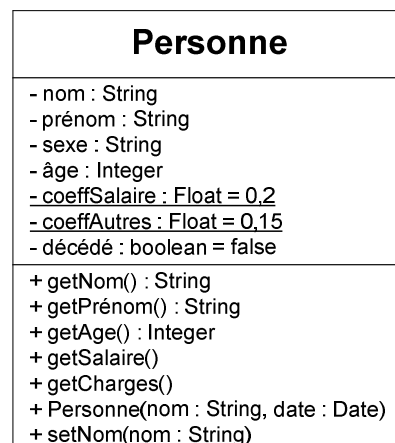 Personne
- nom : String
- prénom : String
- sexe : String
- âge : Integer
- coeffSalaire : Float = 0,2
- coeffAutres : Float = 0,15
- décédé : boolean = false
+ getNom() : String
+ getPrénom() : String
+ getAge() : Integer
+ getSalaire()
+ getCharges()
+ Personne(nom : String, date : Date)
+ setNom(nom : String)